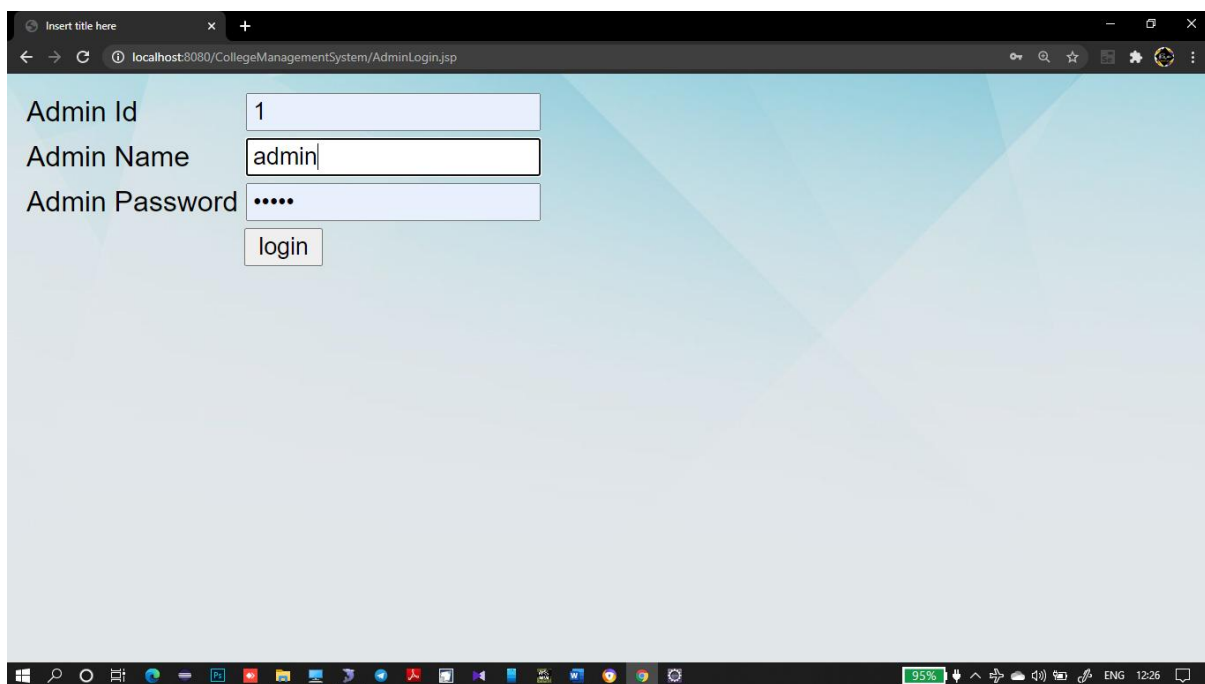 Insert title here
localhost:8080/CollegeManagementSystem/AdminLogin.jsp
Admin Id 1
Admin Name admin
Admin Password •••••
login
95% ENG 12:26